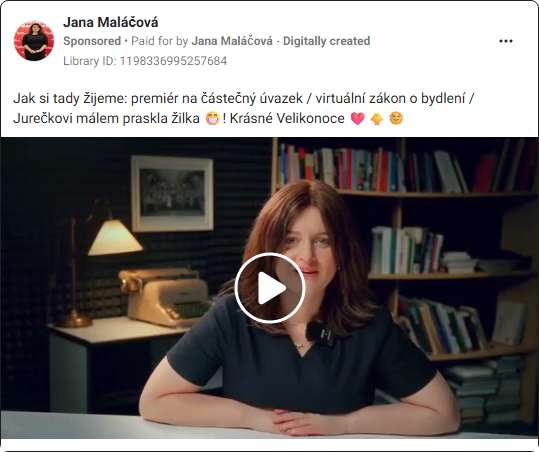 Jana Maláčová
Sponsored • Paid for by Jana Maláčová · Digitally created
Library ID: 1198336995257684
Jak si tady žijeme: premiér na částečný úvazek / virtuální zákon o bydlení /
Jurečkovi málem praskla žilka 😷! Krásné Velikonoce 💖🐥😊